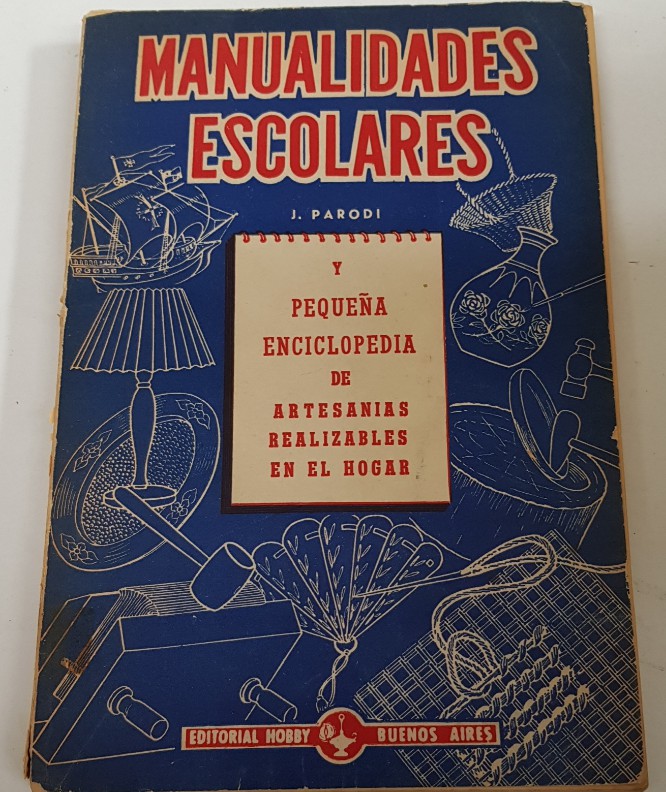 MANUALIDADES
ESCOLARES
J. PARODI
Y
PEQUEÑA
ENCICLOPEDIA
DE
ARTESANIAS
REALIZABLES
EN EL HOGAR
EDITORIAL HOBBY BUENOS AIRES